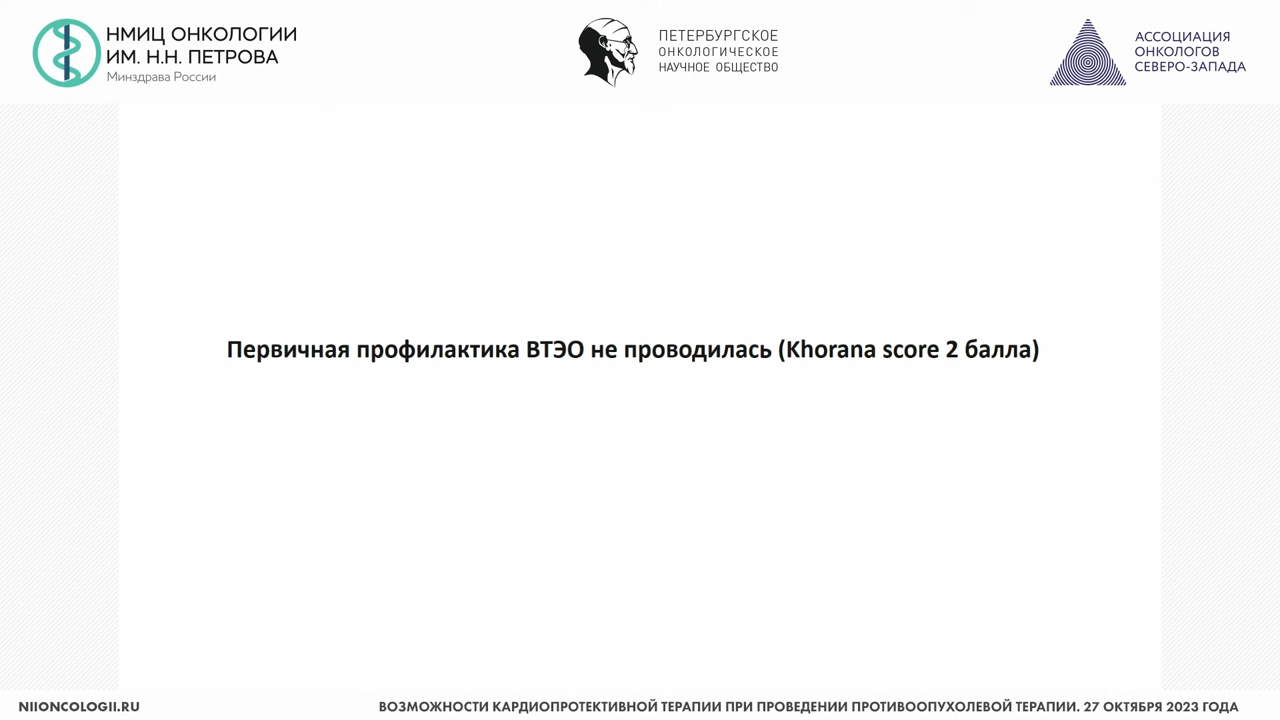 НМИЦ ОНКОЛОГИИ
ИМ. Н.Н. ПЕТРОВА
Минздрава России
ПЕТЕРБУРГСКОЕ
ОНКОЛОГИЧЕСКОЕ
НАУЧНОЕ ОБЩЕСТВО
АССОЦИАЦИЯ
ОНКОЛОГОВ
СЕВЕРО-ЗАПАДА
Первичная профилактика ВТЭО не проводилась (Khorana score 2 балла)
NIIONCOLOGII.RU
ВОЗМОЖНОСТИ КАРДИОПРОТЕКТИВНОЙ ТЕРАПИИ ПРИ ПРОВЕДЕНИИ ПРОТИВООПУХОЛЕВОЙ ТЕРАПИИ. 27 ОКТЯБРЯ 2023 ГОДА